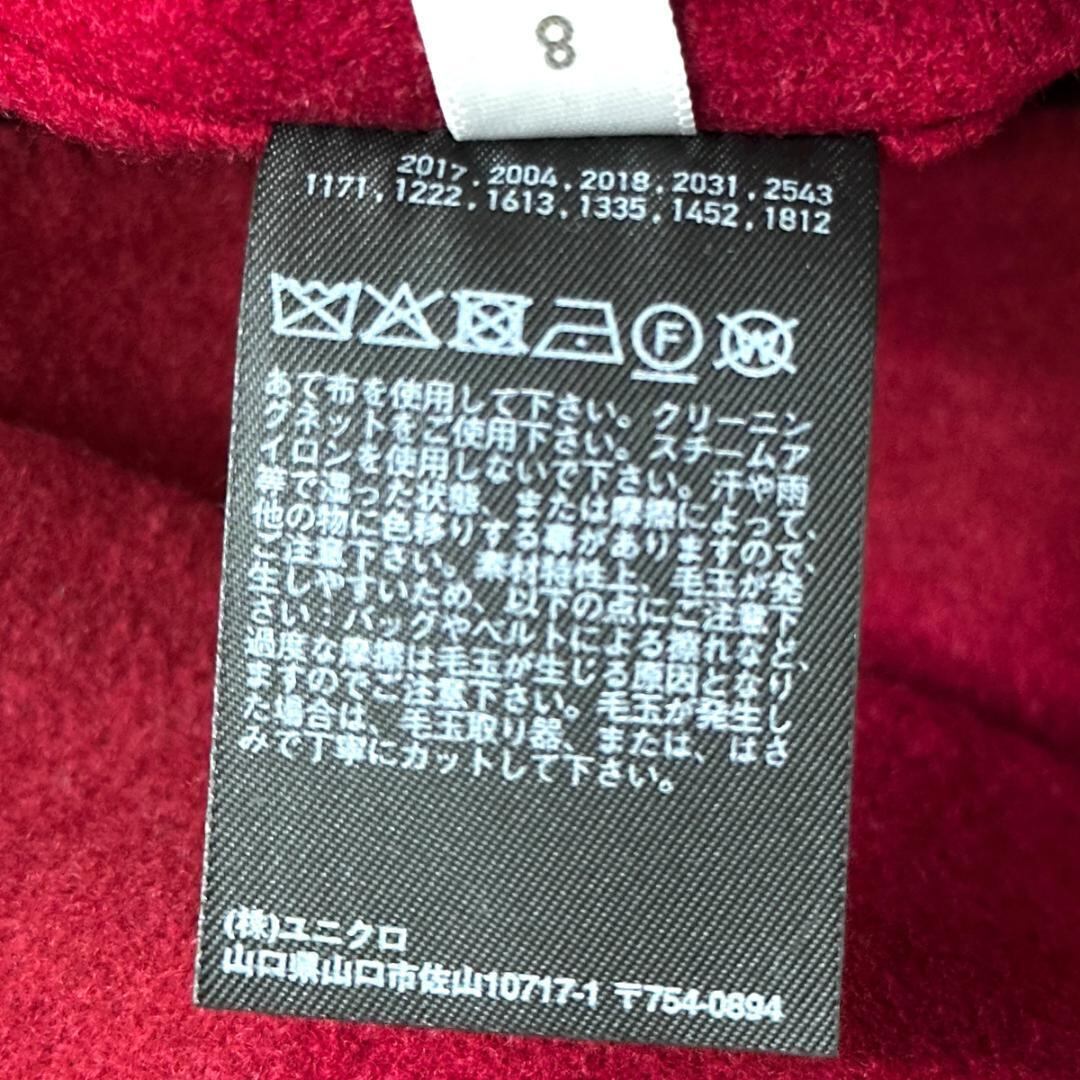 8
2017, 2004, 2018, 2031, 2543
1171, 1222, 1613, 1335, 1452, 1812
F W
あて布を使用して下さい。クリーニン
グネットをご使用下さい。スチームア
イロンを使用しないで下さい。汗や雨
等で湿った状態、または摩擦によって、
他の物に色移りする事がありますので、
ご注意下さい。素材特性上、毛玉が発
生しやすいため、以下の点にご注意下
さい:バッグやベルトによる擦れなど、
過度な摩擦は毛玉が生じる原因となり
ますのでご注意下さい。毛玉が発生し
た場合は、毛玉取り器、または、はさ
みで丁寧にカットして下さい。
(株)ユニクロ
山口県山口市佐山10717-1 〒754-0894